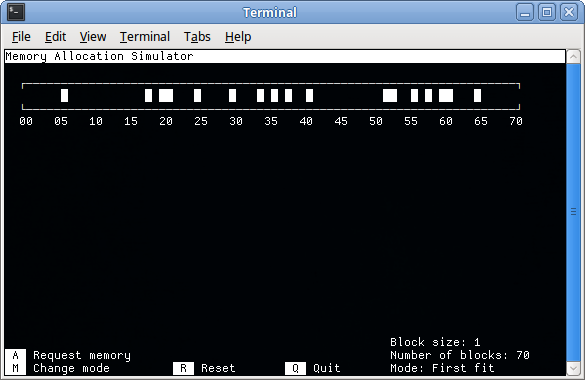 Terminal
File Edit View Terminal Tabs Help
Memory Allocation Simulator
00 05 10 15 20 25 30 35 40 45 50 55 60 65 70
Block size: 1
A Request memory Number of blocks: 70
M Change mode R Reset Q Quit Mode: First fit